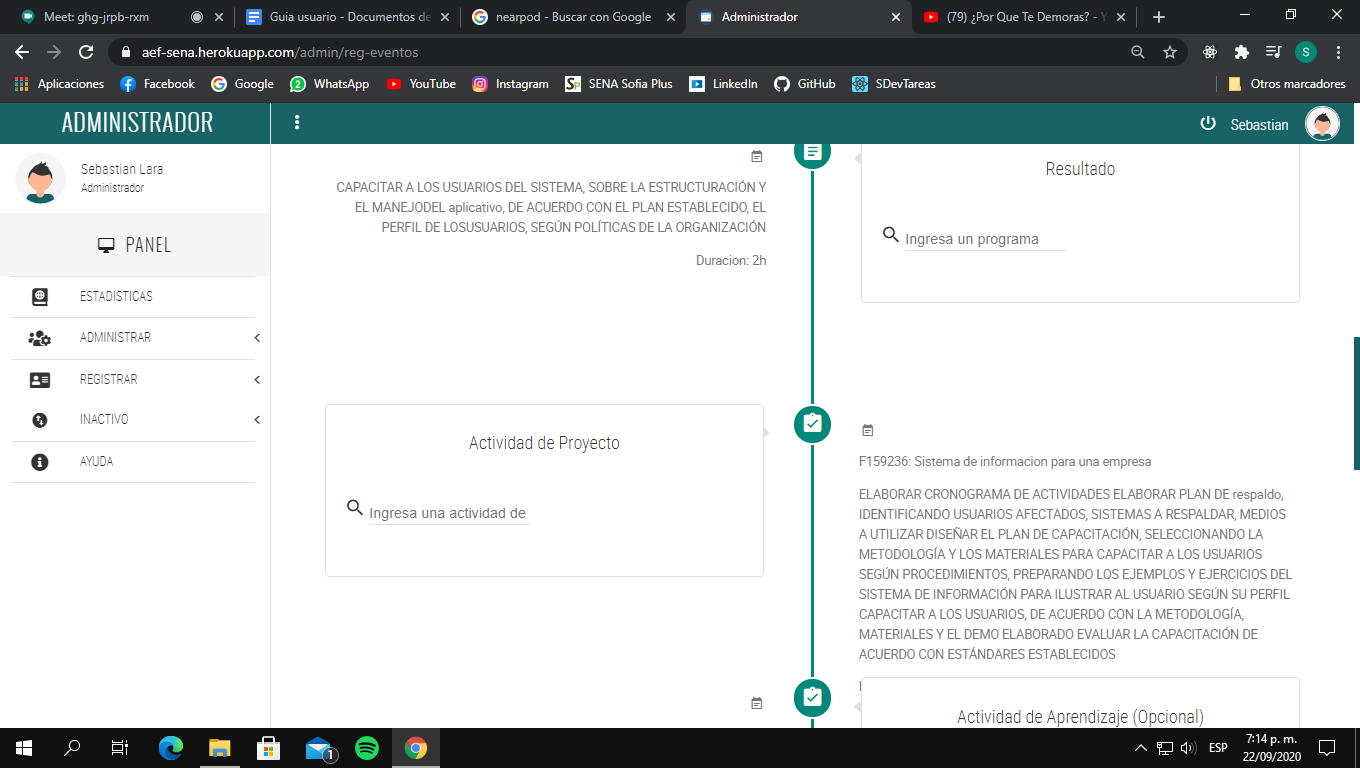 Meet: ghg-jrpb-rxm
Guia usuario - Documentos de
nearpod - Buscar con Google
Administrador
(79) ¿Por Que Te Demoras? - Y
aef-sena.herokuapp.com/admin/reg-eventos
S
Aplicaciones
Facebook
Google
WhatsApp
YouTube
Instagram
SENA Sofia Plus
LinkedIn
GitHub
SDevTareas
Otros marcadores
ADMINISTRADOR
Sebastian
Sebastian Lara
Administrador
PANEL
ESTADISTICAS
ADMINISTRAR
REGISTRAR
INACTIVO
AYUDA
CAPACITAR A LOS USUARIOS DEL SISTEMA, SOBRE LA ESTRUCTURACIÓN Y
EL MANEJODEL aplicativo, DE ACUERDO CON EL PLAN ESTABLECIDO, EL
PERFIL DE LOSUSUARIOS, SEGÚN POLÍTICAS DE LA ORGANIZACIÓN
Duracion: 2h
Resultado
Ingresa un programa
Actividad de Proyecto
Ingresa una actividad de
F159236: Sistema de informacion para una empresa
ELABORAR CRONOGRAMA DE ACTIVIDADES ELABORAR PLAN DE respaldo,
IDENTIFICANDO USUARIOS AFECTADOS, SISTEMAS A RESPALDAR, MEDIOS
A UTILIZAR DISEÑAR EL PLAN DE CAPACITACIÓN, SELECCIONANDO LA
METODOLOGÍA Y LOS MATERIALES PARA CAPACITAR A LOS USUARIOS
SEGÚN PROCEDIMIENTOS, PREPARANDO LOS EJEMPLOS Y EJERCICIOS DEL
SISTEMA DE INFORMACIÓN PARA ILUSTRAR AL USUARIO SEGÚN SU PERFIL
CAPACITAR A LOS USUARIOS, DE ACUERDO CON LA METODOLOGÍA,
MATERIALES Y EL DEMO ELABORADO EVALUAR LA CAPACITACIÓN DE
ACUERDO CON ESTÁNDARES ESTABLECIDOS
Actividad de Aprendizaje (Opcional)
1
ESP
7:14 p. m.
22/09/2020